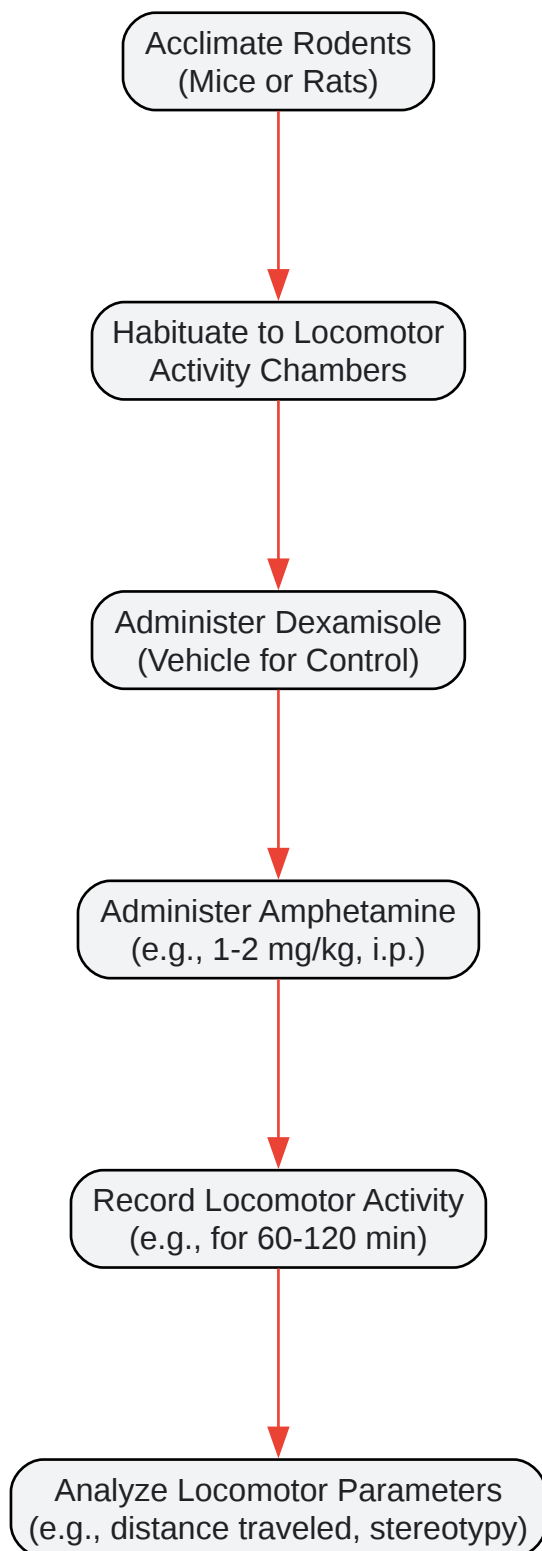 Acclimate Rodents
(Mice or Rats)
Habituate to Locomotor
Activity Chambers
Administer Dexamisole
(Vehicle for Control)
Administer Amphetamine
(e.g., 1-2 mg/kg, i.p.)
Record Locomotor Activity
(e.g., for 60-120 min)
Analyze Locomotor Parameters
(e.g., distance traveled, stereotypy)